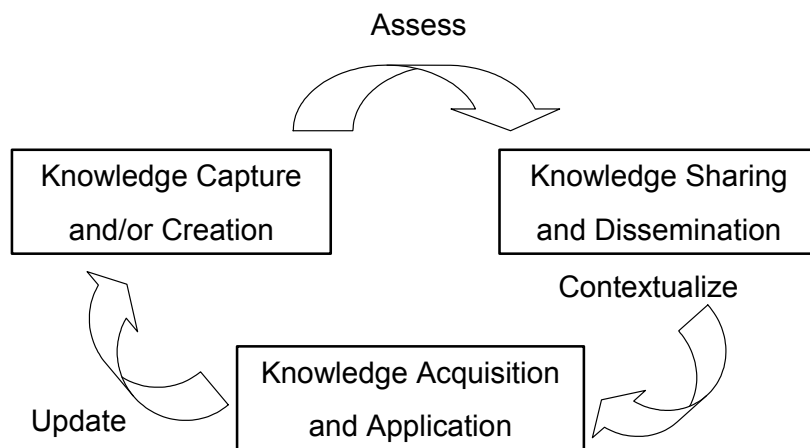 Assess
Knowledge Capture
and/or Creation
Knowledge Sharing
and Dissemination
Contextualize
Knowledge Acquisition
and Application
Update